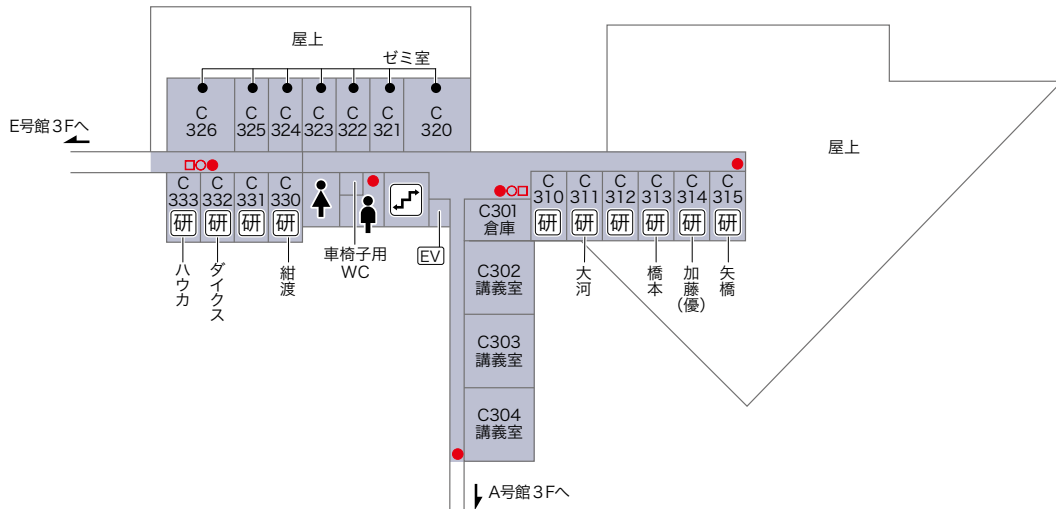 屋上
ゼミ室
C
326
C
325
C
324
C
323
C
322
C
321
C
320
E号館3Fへ
屋上
C
333
研
C
332
研
C
331
研
C
330
研
C301
倉庫
C
310
研
C
311
研
C
312
研
C
313
研
C
314
研
C
315
研
ハウカ
ダイクス
紺渡
車椅子用
WC
EV
大河
橋本
加藤(優)
矢橋
C302
講義室
C303
講義室
C304
講義室
A号館3Fへ